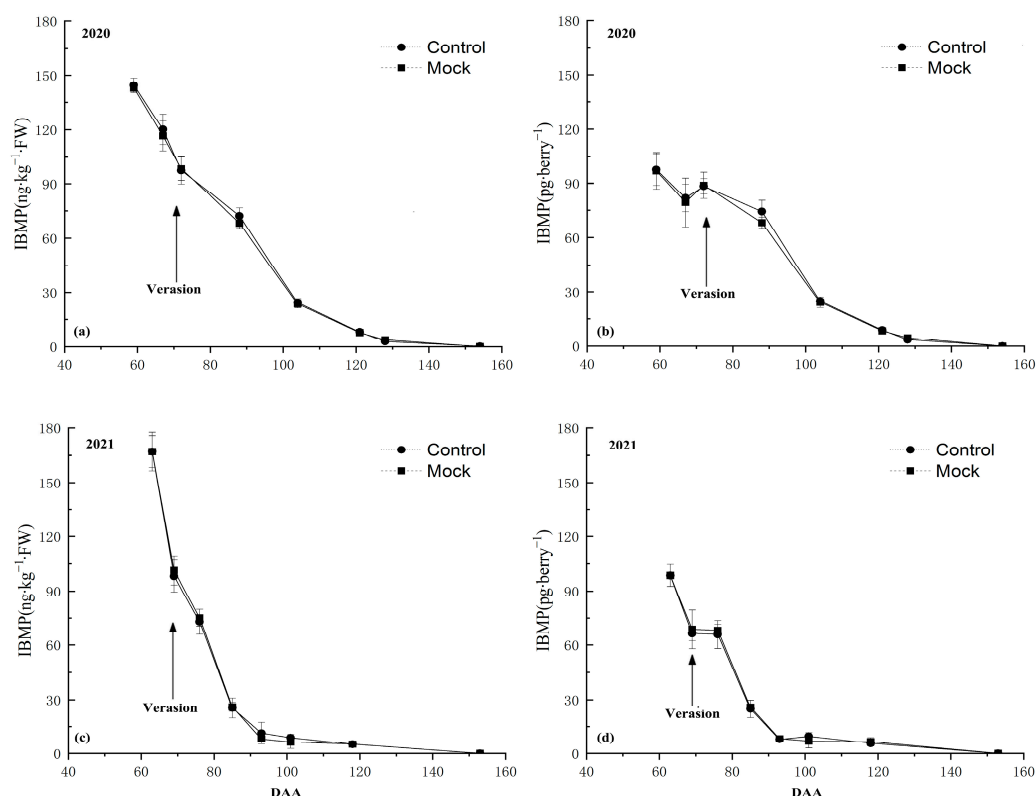 2020
Control
Mock
IBMP(ng·kg⁻¹·FW)
180
150
120
90
60
30
0
Verasion
(a)
40 60 80 100 120 140 160
2020
Control
Mock
IBMP(pg·berry⁻¹)
180
150
120
90
60
30
0
Verasion
(b)
40 60 80 100 120 140 160
2021
Control
Mock
IBMP(ng·kg⁻¹·FW)
180
150
120
90
60
30
0
Verasion
(c)
40 60 80 100 120 140 160
DAA
2021
Control
Mock
IBMP(pg·berry⁻¹)
180
150
120
90
60
30
0
Verasion
(d)
40 60 80 100 120 140 160
DAA